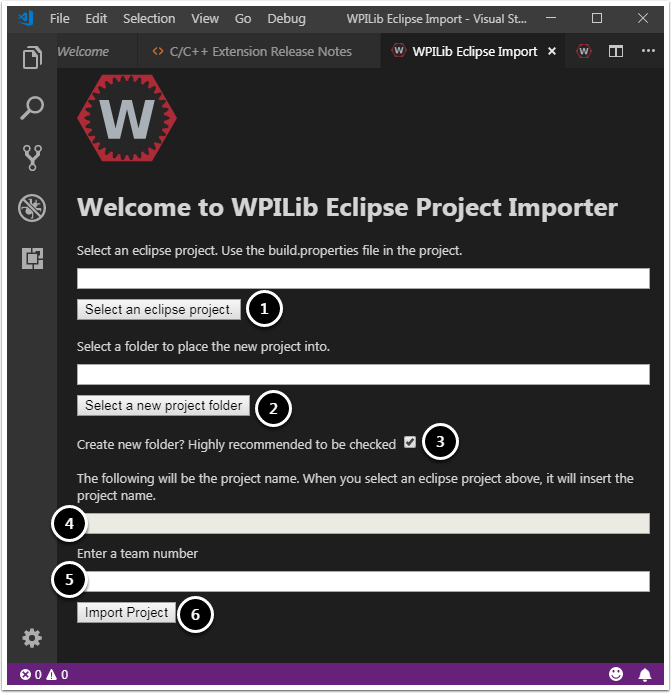 File Edit Selection View Go Debug WPILib Eclipse Import - Visual St...
Welcome <> C/C++ Extension Release Notes WPILib Eclipse Import ×
W
Welcome to WPILib Eclipse Project Importer
Select an eclipse project. Use the build.properties file in the project.
Select an eclipse project. 1
Select a folder to place the new project into.
Select a new project folder 2
Create new folder? Highly recommended to be checked 3
The following will be the project name. When you select an eclipse project above, it will insert the
project name.
4
Enter a team number
5
Import Project 6
0 0